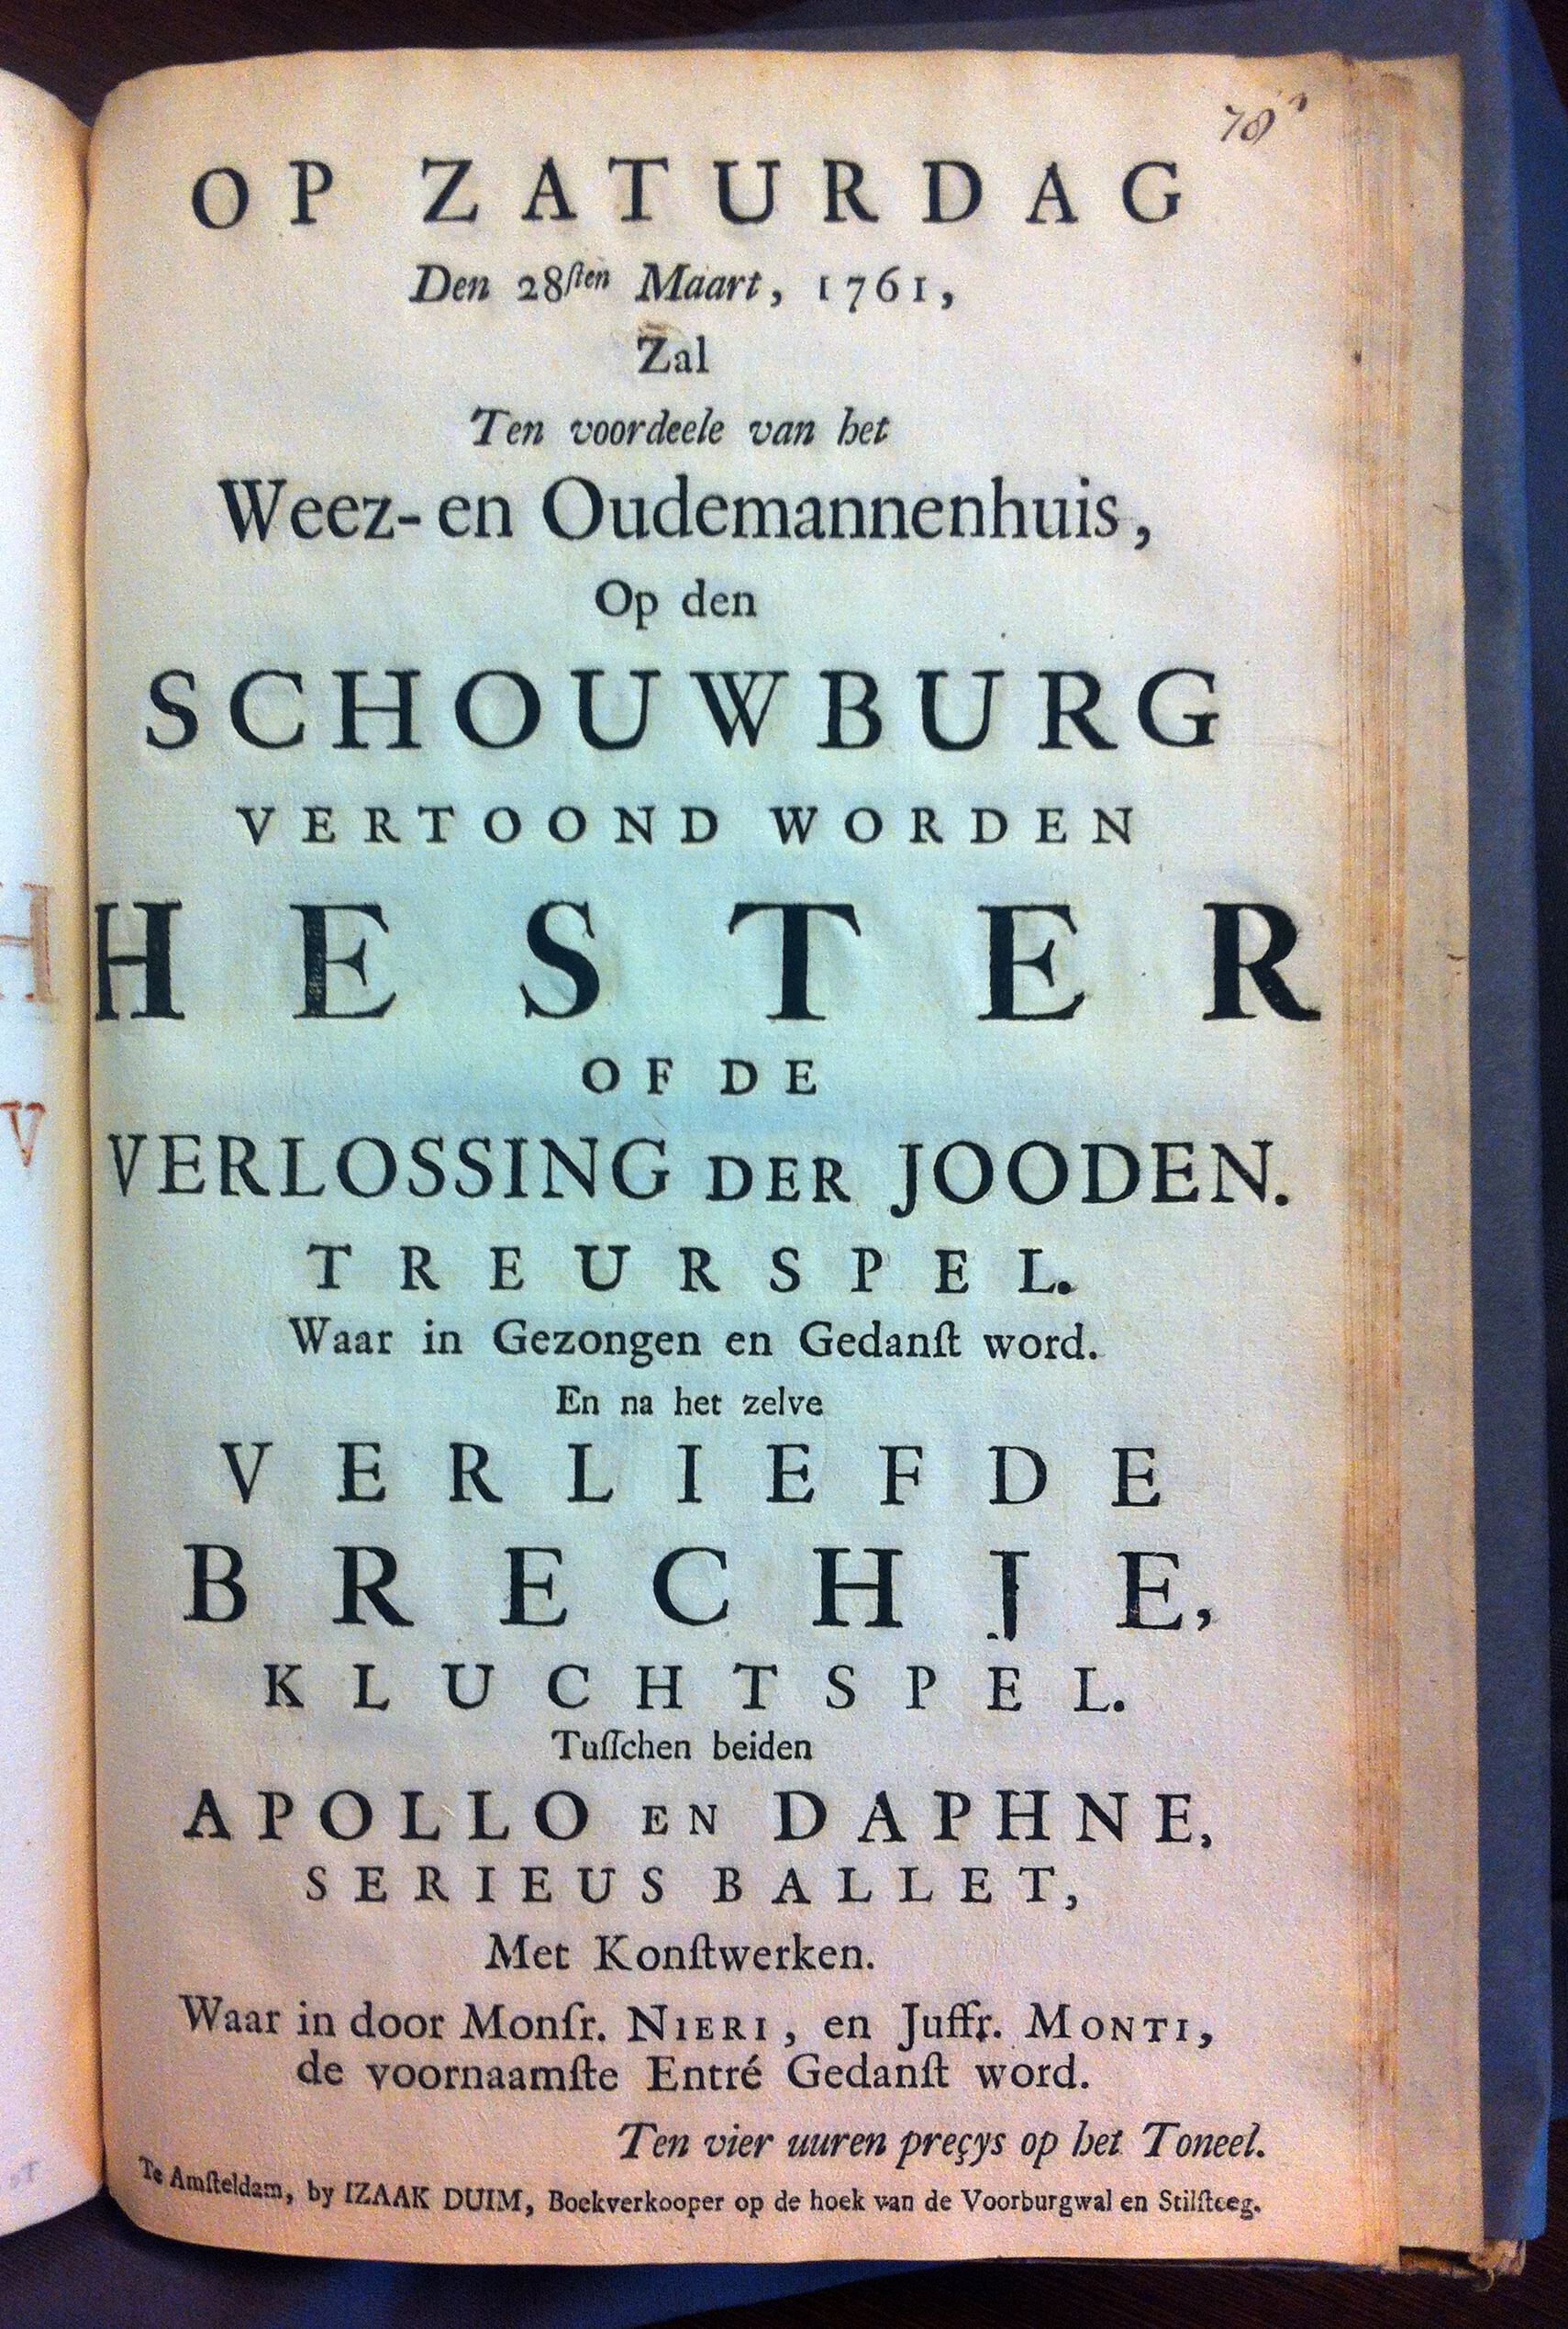 OP ZATURDAG
Den 28ſten Maart, 1761,
Zal
Ten voordeele van het
Weez- en Oudemannenhuis,
Op den
SCHOUWBURG
VERTOOND WORDEN
HESTER
OF DE
VERLOSSING DER JOODEN.
TREURSPEL.
Waar in Gezongen en Gedanſt word.
En na het zelve
VERLIEFDE
BRECHJE,
KLUCHTSPEL.
Tuſſchen beiden
APOLLO EN DAPHNE,
SERIEUS BALLET,
Met Konſtwerken.
Waar in door Monſr. NIERI, en Juffr. MONTI,
de voornaamſte Entré Gedanſt word.
Ten vier uuren preçys op het Toneel.
Te Amſteldam, by IZAAK DUIM, Boekverkooper op de hoek van de Voorburgwal en Stilſteeg.